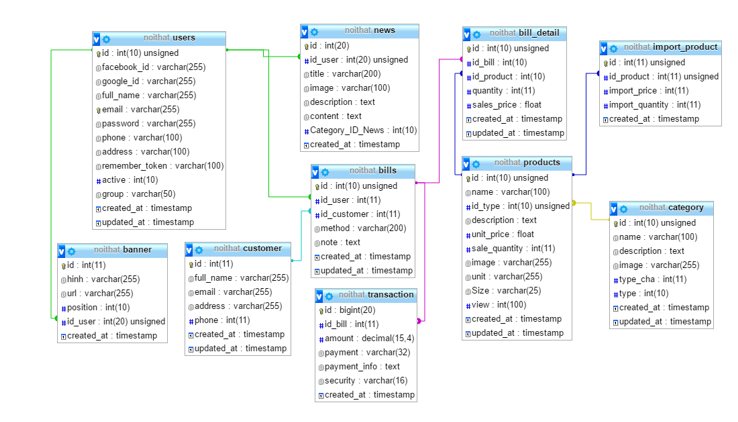 noithat users
id : int(10) unsigned
facebook_id : varchar(255)
google_id : varchar(255)
full_name : varchar(255)
email : varchar(255)
password : varchar(255)
phone : varchar(100)
address : varchar(100)
remember_token : varchar(100)
active : int(10)
group : varchar(50)
created_at : timestamp
updated_at : timestamp
noithat news
id : int(20)
id_user : int(20) unsigned
title : varchar(200)
image : varchar(100)
description : text
content : text
Category_ID_News : int(10)
created_at : timestamp
noithat bill_detail
id : int(10) unsigned
id_bill : int(10)
id_product : int(10)
quantity : int(11)
sales_price : float
created_at : timestamp
updated_at : timestamp
noithat import_product
id : int(11) unsigned
id_product : int(11) unsigned
import_price : int(11)
import_quantity : int(11)
created_at : timestamp
noithat bills
id : int(10) unsigned
id_user : int(11)
id_customer : int(11)
method : varchar(200)
note : text
created_at : timestamp
updated_at : timestamp
noithat products
id : int(10) unsigned
name : varchar(100)
id_type : int(10) unsigned
description : text
unit_price : float
sale_quantity : int(11)
image : varchar(255)
unit : varchar(255)
Size : varchar(25)
view : int(100)
created_at : timestamp
updated_at : timestamp
noithat category
id : int(10) unsigned
name : varchar(100)
description : text
image : varchar(255)
type_cha : int(11)
type : int(10)
created_at : timestamp
updated_at : timestamp
noithat banner
id : int(11)
hinh : varchar(255)
url : varchar(255)
position : int(10)
id_user : int(20) unsigned
created_at : timestamp
noithat customer
id : int(11)
full_name : varchar(255)
email : varchar(255)
address : varchar(255)
phone : int(11)
created_at : timestamp
updated_at : timestamp
noithat transaction
id : bigint(20)
id_bill : int(11)
amount : decimal(15,4)
payment : varchar(32)
payment_info : text
security : varchar(16)
created_at : timestamp